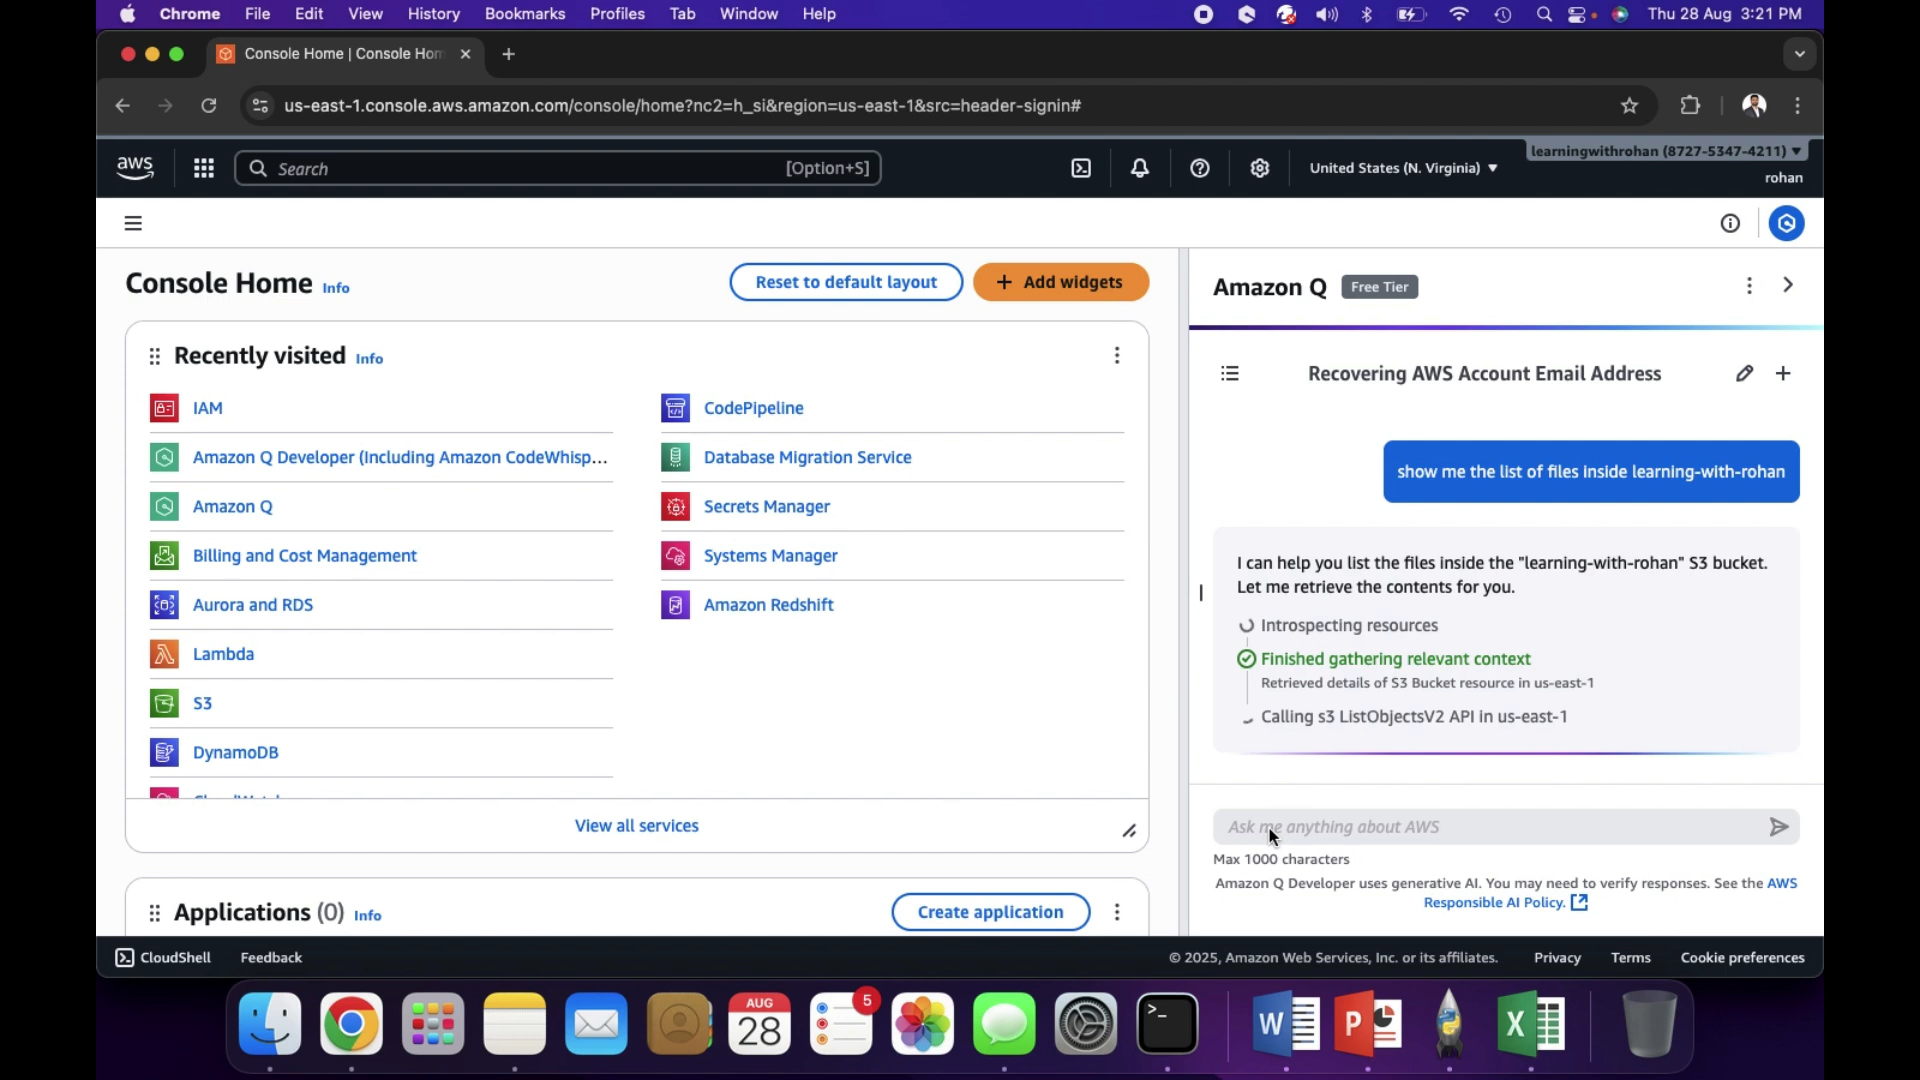 Chrome File Edit View History Bookmarks Profiles Tab Window Help Thu 28 Aug 3:21 PM
Console Home | Console Hom
us-east-1.console.aws.amazon.com/console/home?nc2=h_si&region=us-east-1&src=header-signin#
aws Search [Option+S] United States (N. Virginia) ▼ learningwithrohan (8727-5347-4211) ▼
rohan
Console Home Info Reset to default layout + Add widgets
Recently visited Info
IAM
Amazon Q Developer (Including Amazon CodeWhisp...
Amazon Q
Billing and Cost Management
Aurora and RDS
Lambda
S3
DynamoDB
CodePipeline
Database Migration Service
Secrets Manager
Systems Manager
Amazon Redshift
View all services
Applications (0) Info Create application
Amazon Q Free Tier
Recovering AWS Account Email Address
show me the list of files inside learning-with-rohan
I can help you list the files inside the "learning-with-rohan" S3 bucket.
Let me retrieve the contents for you.
Introspecting resources
Finished gathering relevant context
Retrieved details of S3 Bucket resource in us-east-1
Calling s3 ListObjectsV2 API in us-east-1
Ask me anything about AWS
Max 1000 characters
Amazon Q Developer uses generative AI. You may need to verify responses. See the AWS
Responsible AI Policy.
CloudShell Feedback © 2025, Amazon Web Services, Inc. or its affiliates. Privacy Terms Cookie preferences
AUG
28
5
>_
W
P
X